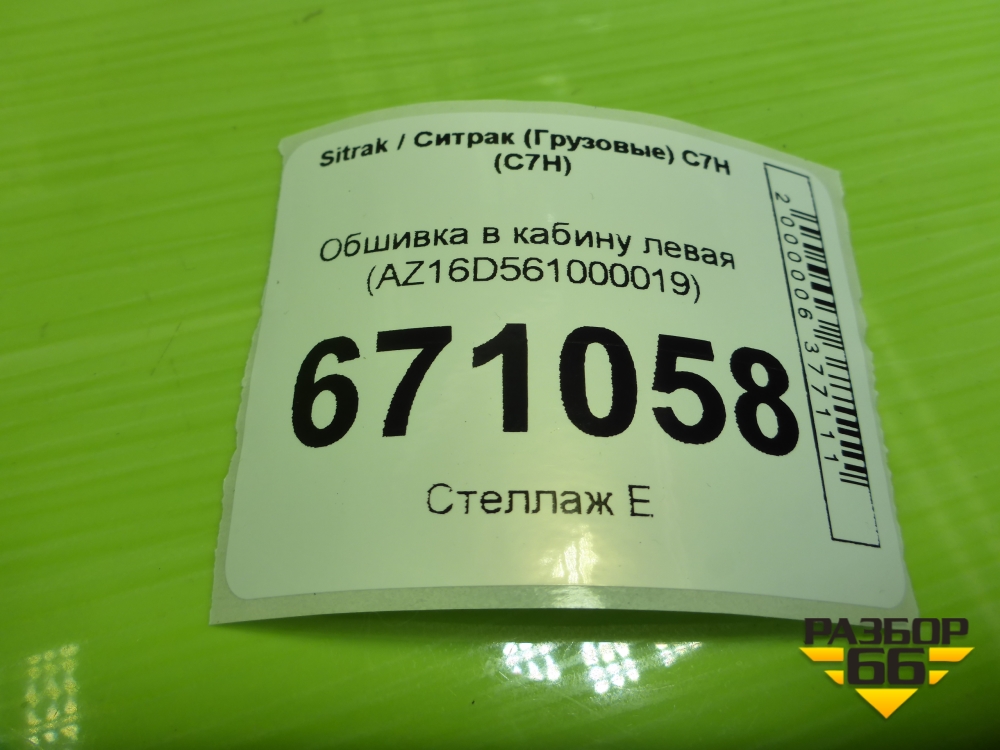 Sitrak / Ситрак (Грузовые) C7H
(C7H)
Обшивка в кабину левая
(AZ16D561000019)
671058
Стеллаж Е
2000006377111
РАЗБОР
66